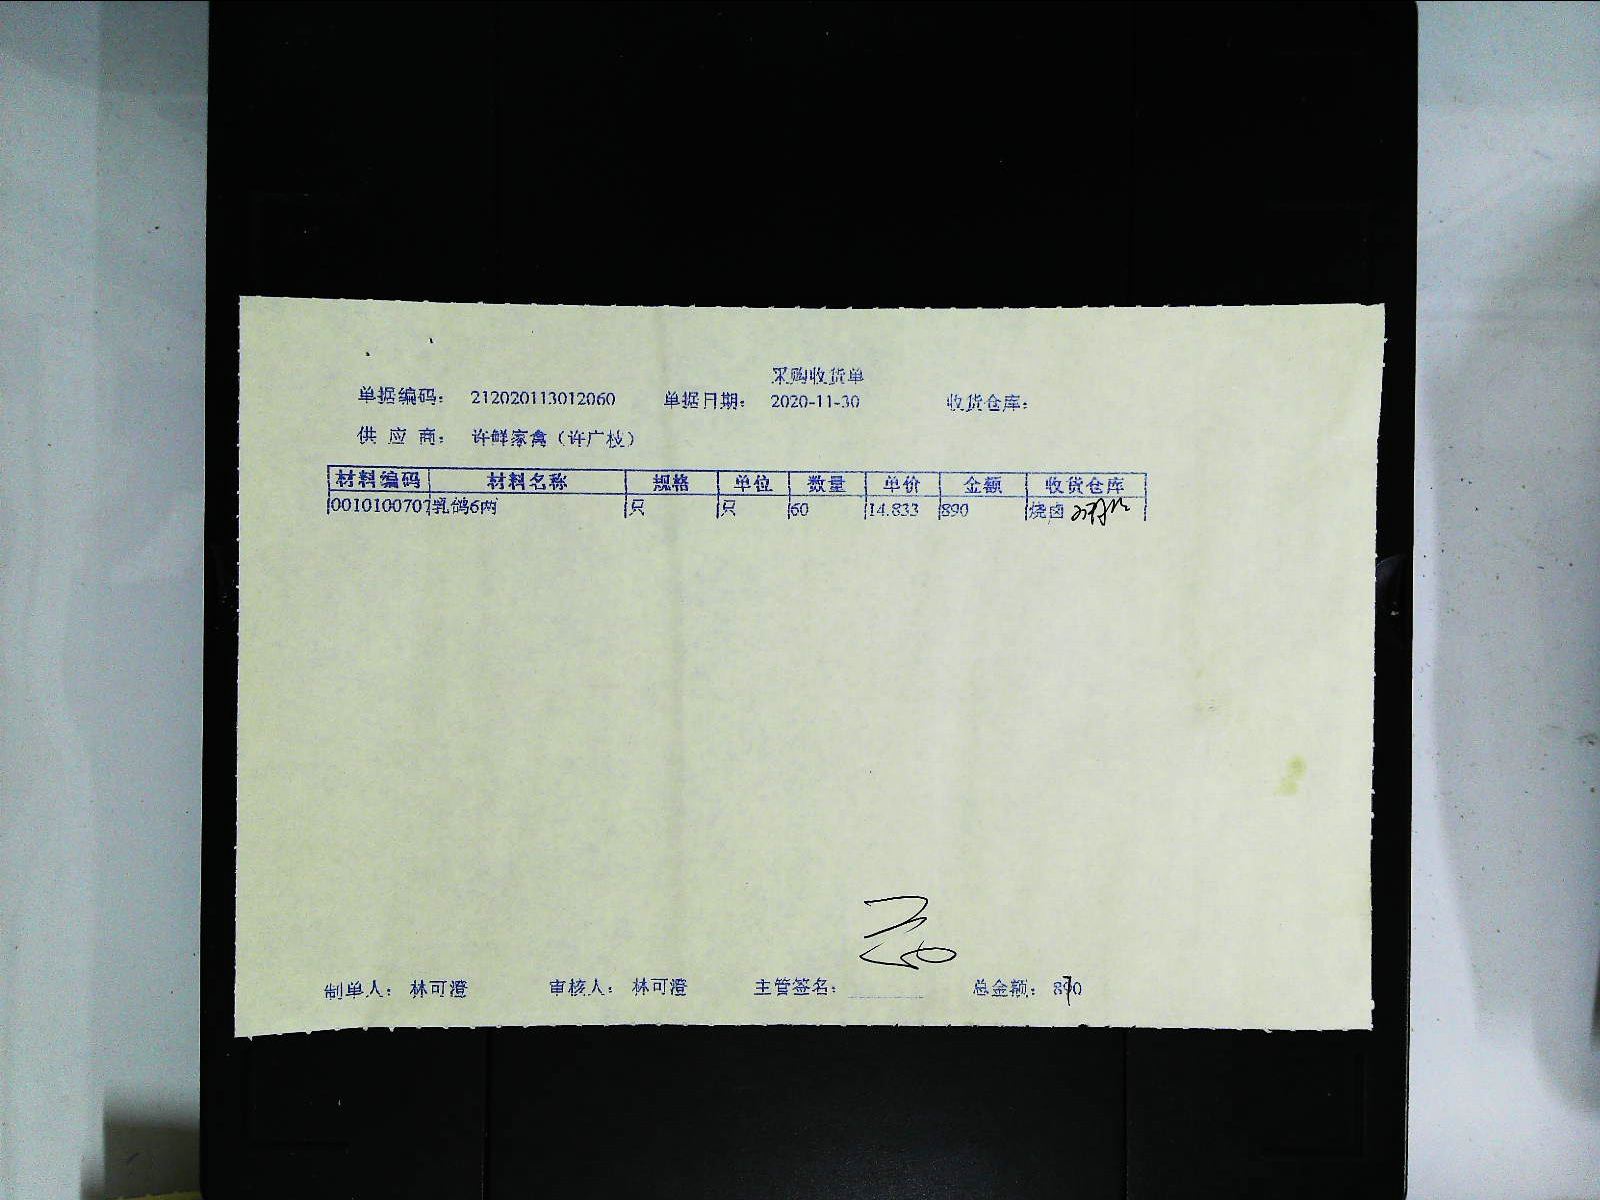 采购收货单
单据编码： 212020113012060 单据日期： 2020-11-30 收货仓库：
供 应 商： 许鲜家禽（许广枝）
材料编码 材料名称 规格 单位 数量 单价 金额 收货仓库
0010100707 乳鸽6两 只 只 60 14.833 890 烧卤
制单人： 林可澄 审核人： 林可澄 主管签名： 总金额： 890